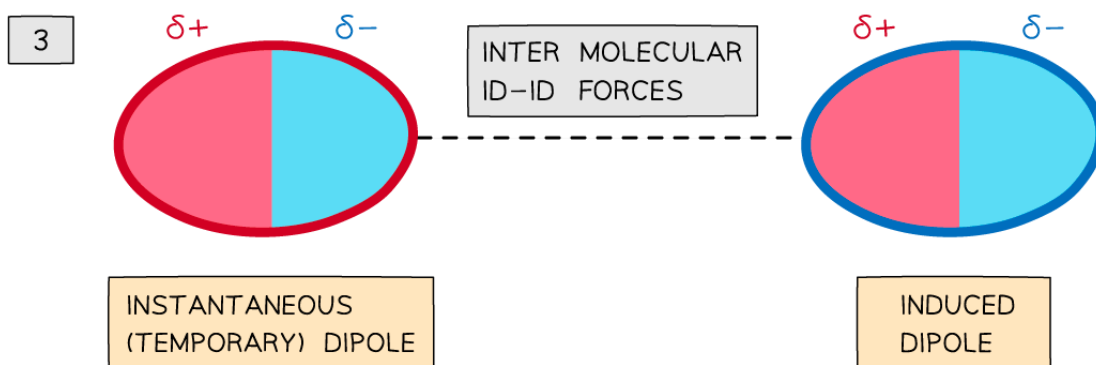 3
δ+ δ− δ+ δ−
INTER MOLECULAR
ID-ID FORCES
INSTANTANEOUS
(TEMPORARY) DIPOLE
INDUCED
DIPOLE